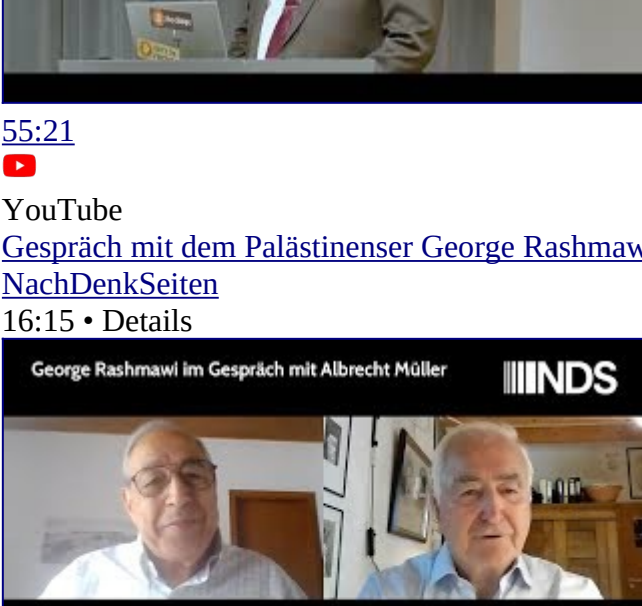 55:21
YouTube
Gespräch mit dem Palästinenser George Rashmaw
NachDenkSeiten
16:15 • Details
George Rashmawi im Gespräch mit Albrecht Müller
NDS